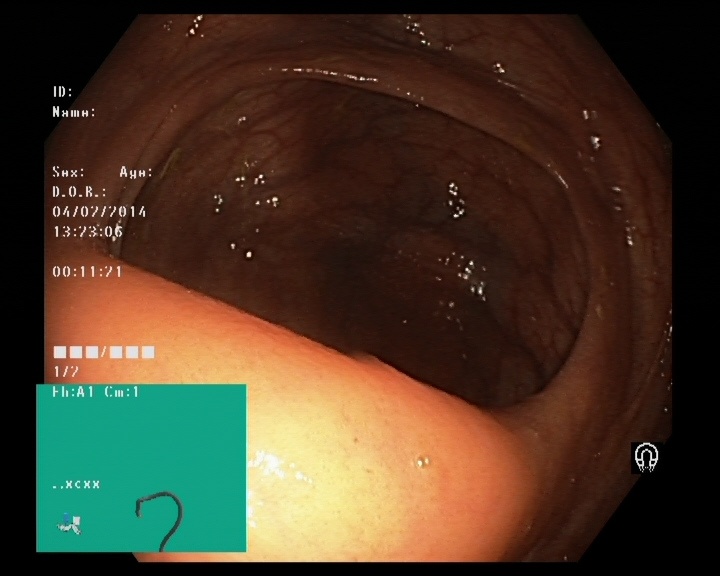 ID:
Name:
Sex: Age:
D.O.B.:
04/02/2014
13:23:06
00:11:21
■■■/■■■
1/2
Eh:A1 Cm:1
..xcxx